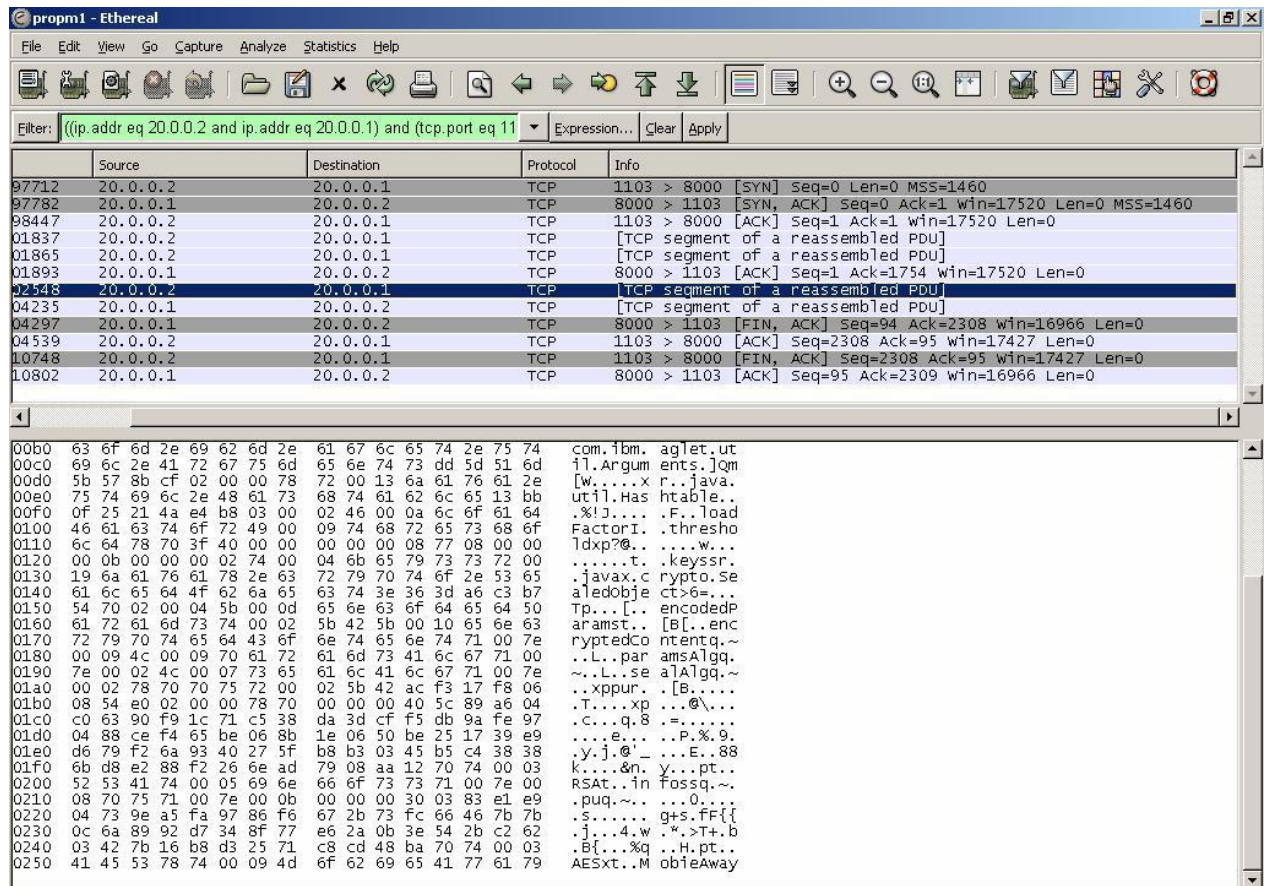 propm1 - Ethereal
File Edit View Go Capture Analyze Statistics Help
Filter: ((ip.addr eq 20.0.0.2 and ip.addr eq 20.0.0.1) and (tcp.port eq 11 Expression... Clear Apply
Source Destination Protocol Info
97712 20.0.0.2 20.0.0.1 TCP 1103 > 8000 [SYN] Seq=0 Len=0 MSS=1460
97782 20.0.0.1 20.0.0.2 TCP 8000 > 1103 [SYN, ACK] Seq=0 Ack=1 Win=17520 Len=0 MSS=1460
98447 20.0.0.2 20.0.0.1 TCP 1103 > 8000 [ACK] Seq=1 Ack=1 Win=17520 Len=0
01837 20.0.0.2 20.0.0.1 TCP [TCP segment of a reassembled PDU]
01865 20.0.0.2 20.0.0.1 TCP [TCP segment of a reassembled PDU]
01893 20.0.0.1 20.0.0.2 TCP 8000 > 1103 [ACK] Seq=1 Ack=1754 Win=17520 Len=0
02548 20.0.0.2 20.0.0.1 TCP [TCP segment of a reassembled PDU]
04235 20.0.0.1 20.0.0.2 TCP [TCP segment of a reassembled PDU]
04297 20.0.0.1 20.0.0.2 TCP 8000 > 1103 [FIN, ACK] Seq=94 Ack=2308 Win=16966 Len=0
04539 20.0.0.2 20.0.0.1 TCP 1103 > 8000 [ACK] Seq=2308 Ack=95 Win=17427 Len=0
10748 20.0.0.2 20.0.0.1 TCP 1103 > 8000 [FIN, ACK] Seq=2308 Ack=95 Win=17427 Len=0
10802 20.0.0.1 20.0.0.2 TCP 8000 > 1103 [ACK] Seq=95 Ack=2309 Win=16966 Len=0
00b0 63 6f 6d 2e 69 62 6d 2e 61 67 6c 65 74 2e 75 74 com.ibm. aglet.ut
00c0 69 6c 2e 41 72 67 75 6d 65 6e 74 73 dd 5d 51 6d il.Argum ents.]Qm
00d0 5b 57 8b cf 02 00 00 78 72 00 13 6a 61 76 61 2e [W.....x r..java.
00e0 75 74 69 6c 2e 48 61 73 68 74 61 62 6c 65 13 bb util.Has htable..
00f0 0f 25 21 4a e4 b8 03 00 02 46 00 0a 6c 6f 61 64 .%!J.... .F..load
0100 46 61 63 74 6f 72 49 00 09 74 68 72 65 73 68 6f FactorI. .thresho
0110 6c 64 78 70 3f 40 00 00 00 00 00 08 77 08 00 00 ldxp?@.. ....w...
0120 00 0b 00 00 00 02 74 00 04 6b 65 79 73 73 72 00 ......t. .keyssr.
0130 19 6a 61 76 61 78 2e 63 72 79 70 74 6f 2e 53 65 .javax.c rypto.Se
0140 61 6c 65 64 4f 62 6a 65 63 74 3e 36 3d a6 c3 b7 aledObje ct>6=...
0150 54 70 02 00 04 5b 00 0d 65 6e 63 6f 64 65 64 50 Tp...[.. encodedP
0160 61 72 61 6d 73 74 00 02 5b 42 5b 00 10 65 6e 63 aramst.. [B[..enc
0170 72 79 70 74 65 64 43 6f 6e 74 65 6e 74 71 00 7e ryptedCo ntentq.~
0180 00 09 4c 00 09 70 61 72 61 6d 73 41 6c 67 71 00 ..L..par amsAlgq.
0190 7e 00 02 4c 00 07 73 65 61 6c 41 6c 67 71 00 7e ~..L..se alAlgq.~
01a0 00 02 78 70 70 75 72 00 02 5b 42 ac f3 17 f8 06 ..xppur. .[B.....
01b0 08 54 e0 02 00 00 78 70 00 00 00 40 5c 89 a6 04 .T....xp ...@\...
01c0 c0 63 90 f9 1c 71 c5 38 da 3d cf f5 db 9a fe 97 .c...q.8 .=......
01d0 04 88 ce f4 65 be 06 8b 1e 06 50 be 25 17 39 e9 ....e... ..P.%.9.
01e0 d6 79 f2 6a 93 40 27 5f b8 b3 03 45 b5 c4 38 38 .y.j.@'_ ...E..88
01f0 6b d8 e2 88 f2 26 6e ad 79 08 aa 12 70 74 00 03 k....&n. y...pt..
0200 52 53 41 74 00 05 69 6e 66 6f 73 73 71 00 7e 00 RSAt..in fossq.~.
0210 08 70 75 71 00 7e 00 0b 00 00 00 30 03 83 e1 e9 .puq.~.. ...0....
0220 04 73 9e a5 fa 97 86 f6 67 2b 73 fc 66 46 7b 7b .s...... g+s.fF{{
0230 0c 6a 89 92 d7 34 8f 77 e6 2a 0b 3e 54 2b c2 62 .j...4.w .*.>T+.b
0240 03 42 7b 16 b8 d3 25 71 c8 cd 48 ba 70 74 00 03 .B{...%q ..H.pt..
0250 41 45 53 78 74 00 09 4d 6f 62 69 65 41 77 61 79 AESxt..M obieAway